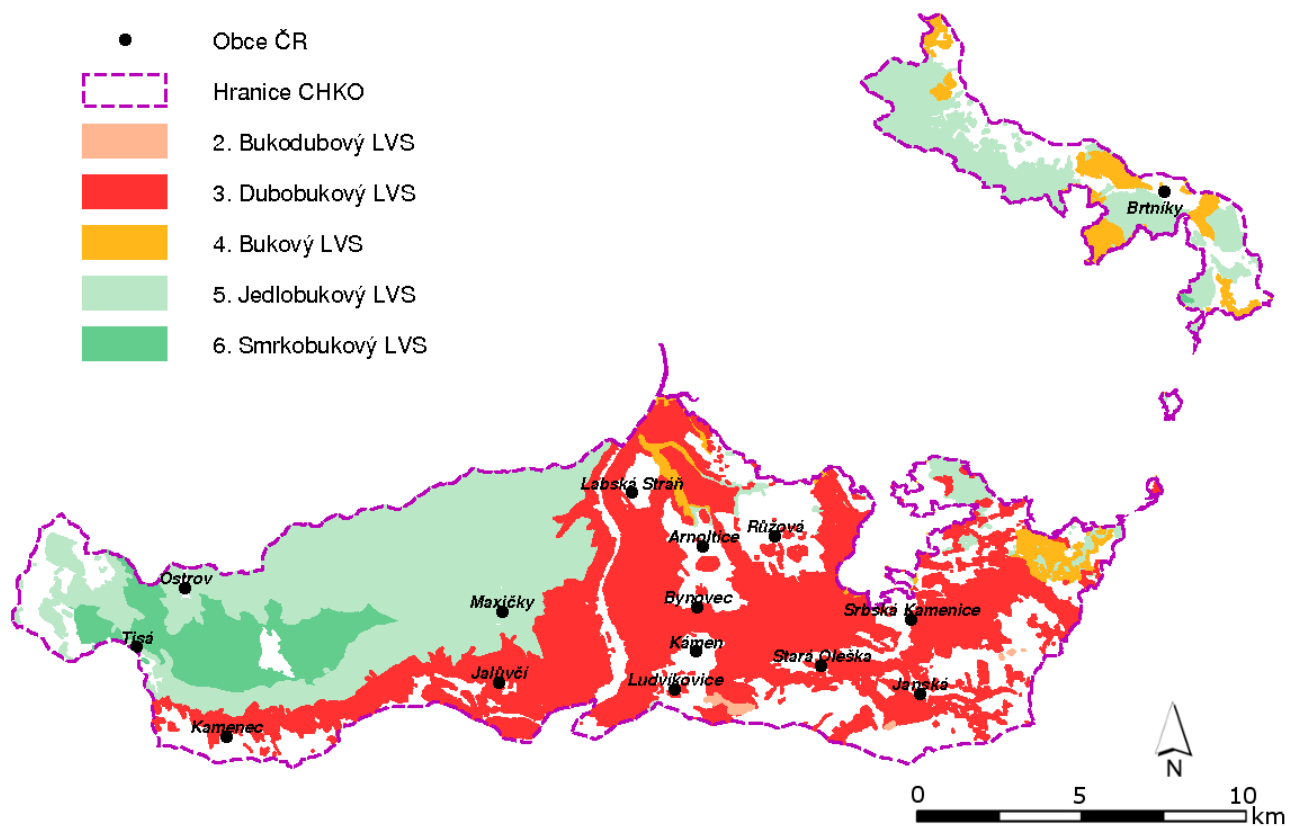 Obce ČR
Hranice CHKO
2. Bukodubový LVS
3. Dubobukový LVS
4. Bukový LVS
5. Jedlobukový LVS
6. Smrkobukový LVS
Brtníky
Labská Stráň
Růžová
Arnoltice
Ostrov
Maxičky
Bynovec
Srbská Kamenice
Tisá
Kámen
Stará Oleška
Jalůvčí
Ludvíkovice
Janská
Kamenec
N
0 5 10
km